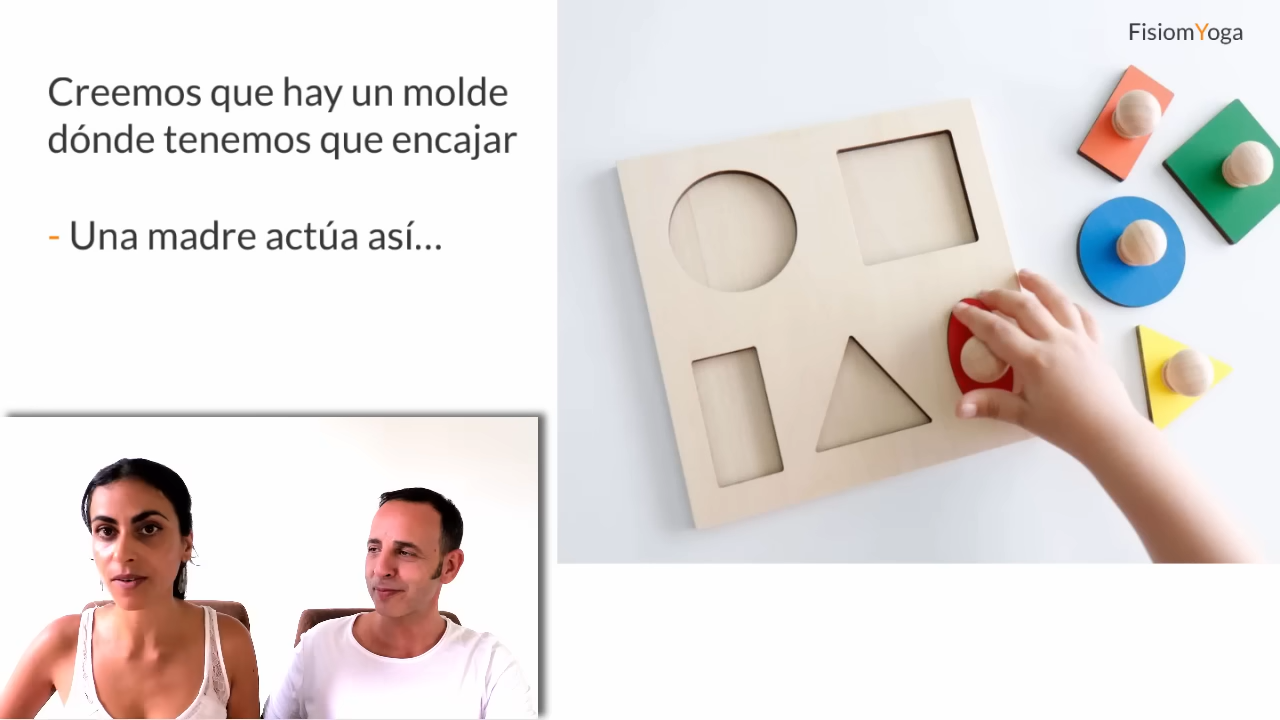 FisiomYoga
Creemos que hay un molde
dónde tenemos que encajar
- Una madre actúa así...